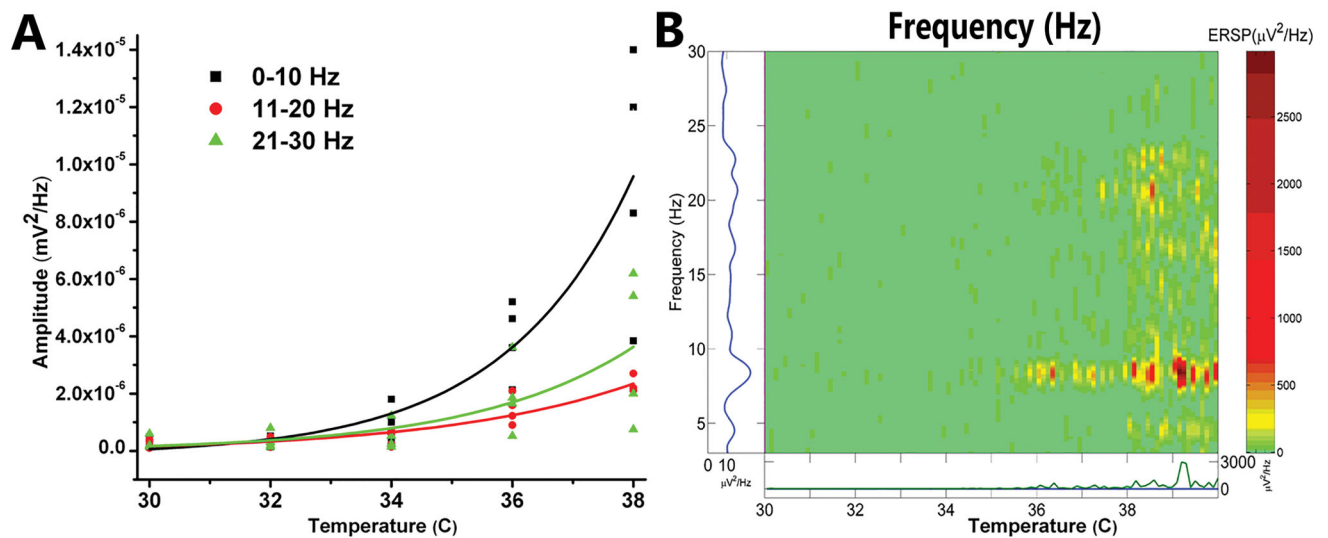 A
Amplitude (mV²/Hz)
1.4x10⁻⁵
1.2x10⁻⁵
1.0x10⁻⁵
8.0x10⁻⁶
6.0x10⁻⁶
4.0x10⁻⁶
2.0x10⁻⁶
0.0
0-10 Hz
11-20 Hz
21-30 Hz
30 32 34 36 38
Temperature (C)
B
Frequency (Hz)
ERSP(μV²/Hz)
Frequency (Hz)
30
25
20
15
10
5
0 10
μV²/Hz
2500
2000
1500
1000
500
0
3000
0
μV²/Hz
30 32 34 36 38
Temperature (C)